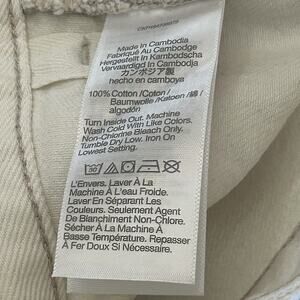 Made In Cambodia
Fabriqué Au Cambodge
Hergestellt In Kambodscha
Vervaardigd In Cambodja
カンボジア製
hecho en camboya
100% Cotton /Coton/
Baumwolle /Katoen /綿/
algodón
Turn Inside Out. Machine
Wash Cold With Like Colors.
Non-Chlorine Bleach Only.
Tumble Dry Low. Iron On
Lowest Setting.
30
L'Envers. Laver À La
Machine À L'Eau Froide.
Laver En Séparant Les
Couleurs. Seulement Agent
De Blanchiment Non-Chlore.
Sécher À La Machine À
Basse Température. Repasser
À Fer Doux Si Nécessaire.